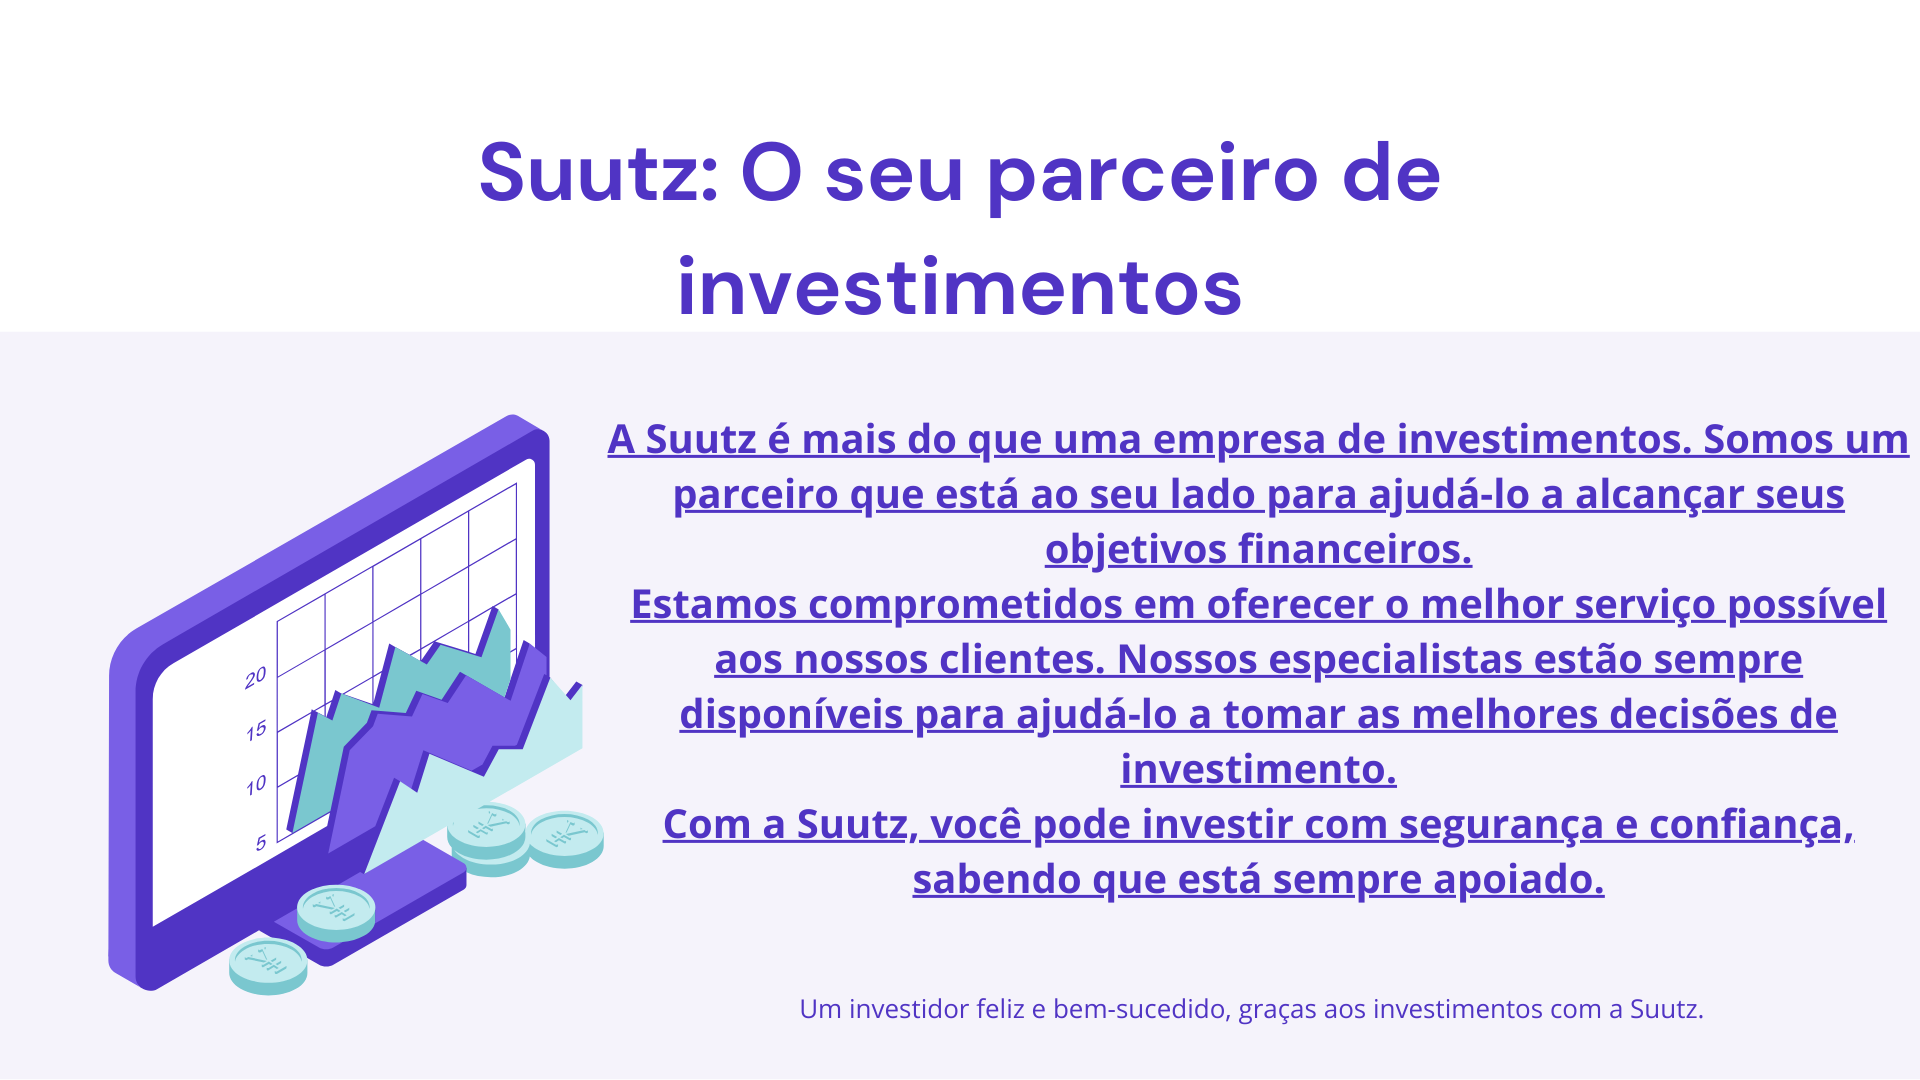 Suutz: O seu parceiro de
investimentos
A Suutz é mais do que uma empresa de investimentos. Somos um
parceiro que está ao seu lado para ajudá-lo a alcançar seus
objetivos financeiros.
Estamos comprometidos em oferecer o melhor serviço possível
aos nossos clientes. Nossos especialistas estão sempre
disponíveis para ajudá-lo a tomar as melhores decisões de
investimento.
Com a Suutz, você pode investir com segurança e confiança,
sabendo que está sempre apoiado.
20
15
10
5
¥
¥
¥
¥
Um investidor feliz e bem-sucedido, graças aos investimentos com a Suutz.